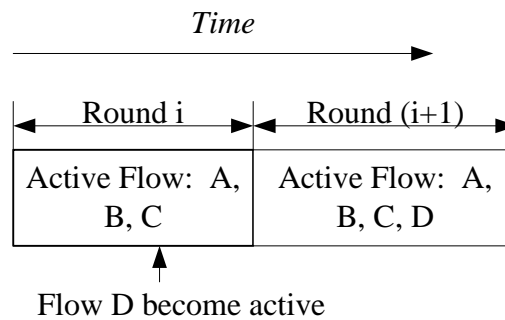 Time
Round i
Round (i+1)
Active Flow: A,
B, C
Active Flow: A,
B, C, D
Flow D become active